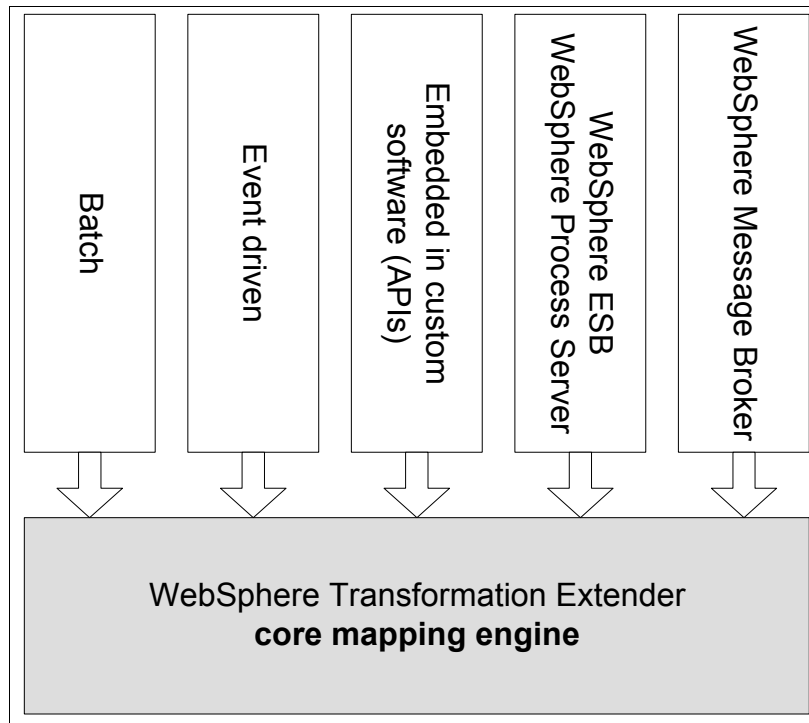 Batch
Event driven
Embedded in custom
software (APIs)
WebSphere ESB
WebSphere Process Server
WebSphere Message Broker
WebSphere Transformation Extender
core mapping engine